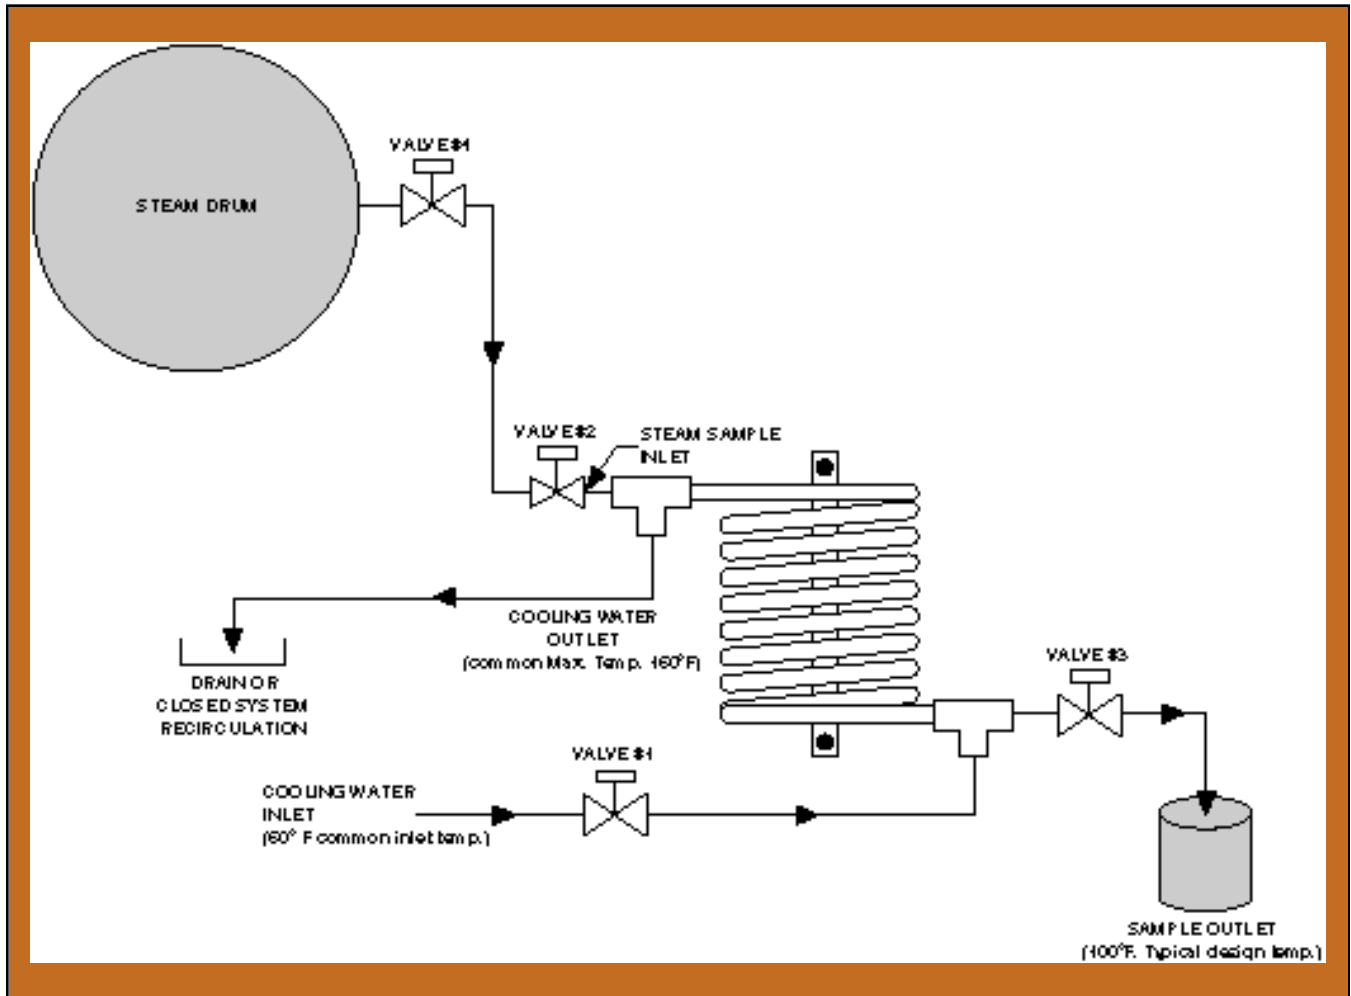 VALVE #4
STEAM DRUM
VALVE #2
STEAM SAMPLE
INLET
COOLING WATER
OUTLET
(common Max. Temp. 160°F)
VALVE #3
DRAIN OR
CLOSED SYSTEM
RECIRCULATION
VALVE #1
COOLING WATER
INLET
(60° F common inlet temp.)
SAMPLE OUTLET
(100°F. Typical design temp.)